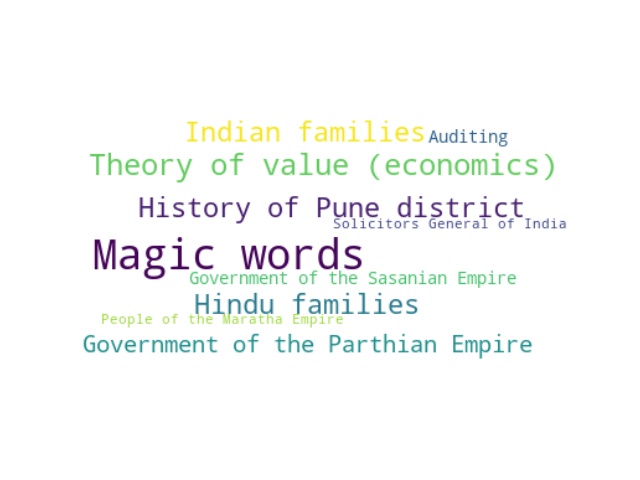 Indian families
Auditing
Theory of value (economics)
History of Pune district
Solicitors General of India
Magic words
Government of the Sasanian Empire
Hindu families
People of the Maratha Empire
Government of the Parthian Empire